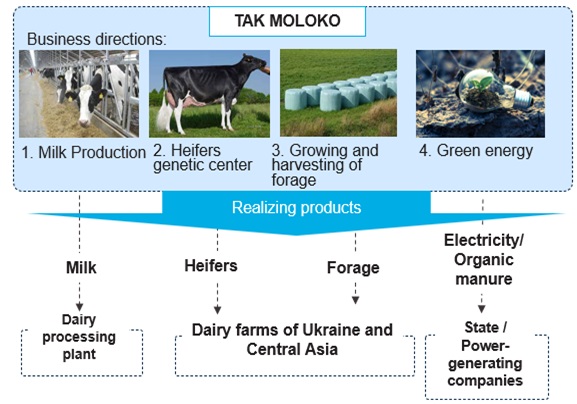 TAK MOLOKO
Business directions:
1. Milk Production
2. Heifers
genetic center
3. Growing and
harvesting of
forage
4. Green energy
Realizing products
Milk
Heifers
Forage
Electricity/
Organic
manure
Dairy
processing
plant
Dairy farms of Ukraine and
Central Asia
State /
Power-
generating
companies